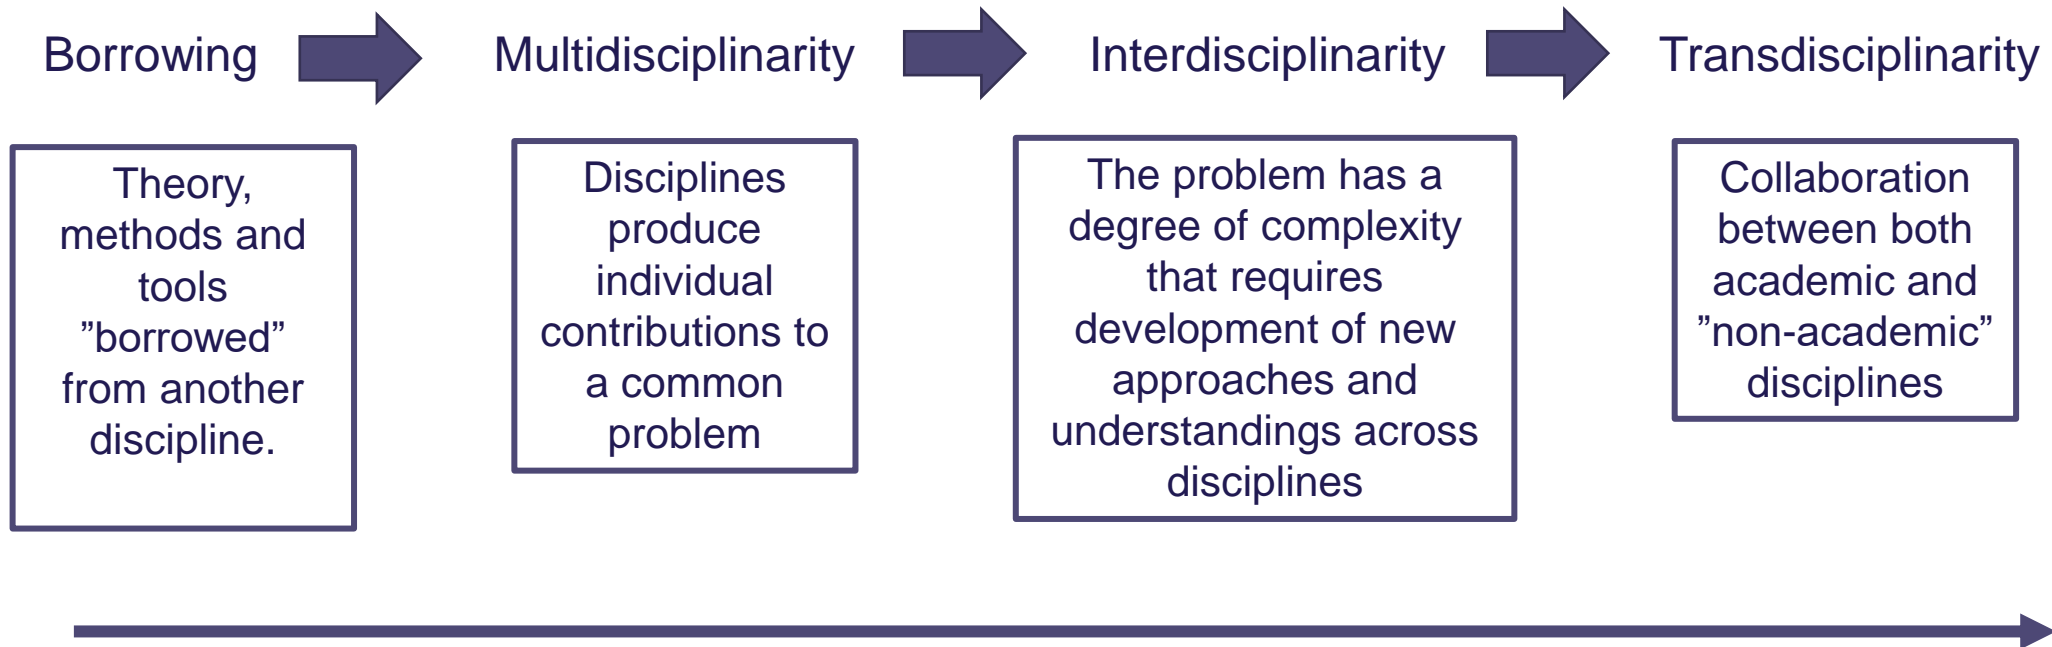 Borrowing
Multidisciplinarity
Interdisciplinarity
Transdisciplinarity
Theory,
methods and
tools
”borrowed”
from another
discipline.
Disciplines
produce
individual
contributions to
a common
problem
The problem has a
degree of complexity
that requires
development of new
approaches and
understandings across
disciplines
Collaboration
between both
academic and
”non-academic”
disciplines